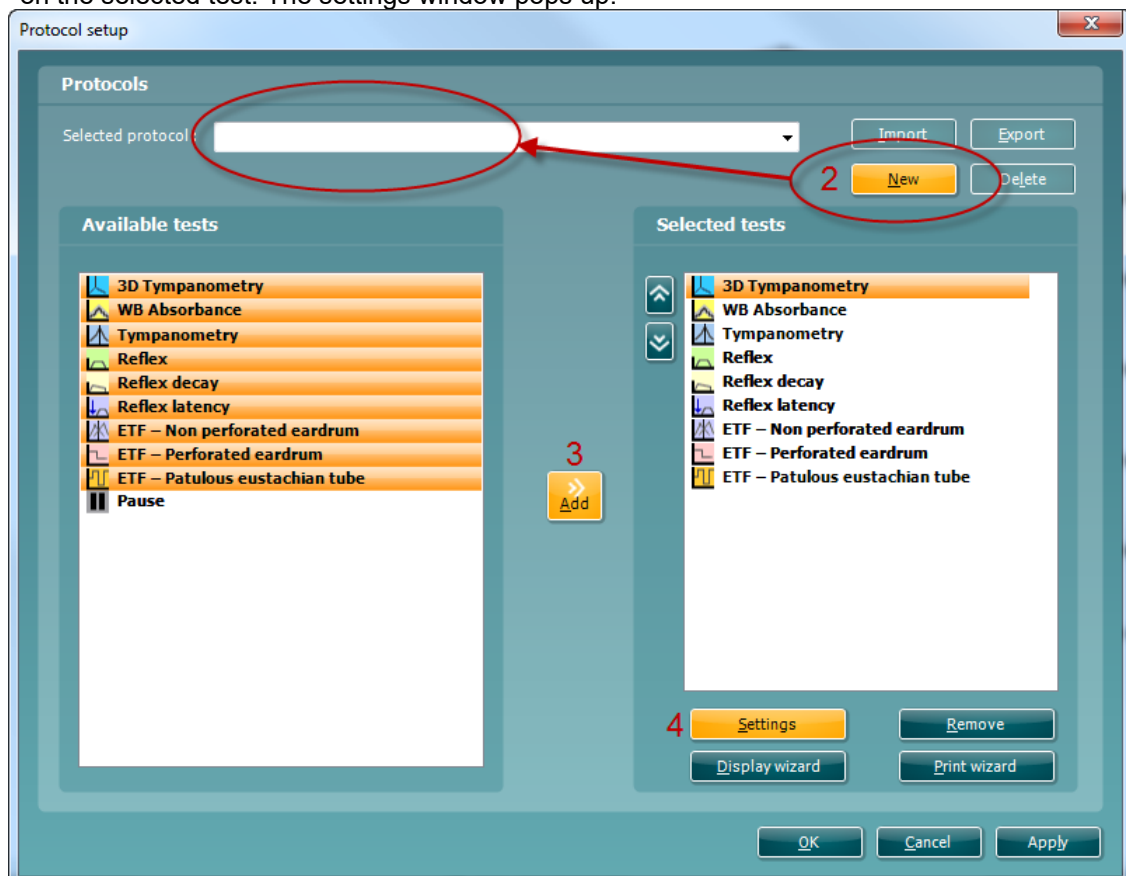 on the selected test. The settings window pops up.
Protocol setup
Protocols
Selected protocol:
Import
Export
2
New
Delete
Available tests
Selected tests
3D Tympanometry
WB Absorbance
Tympanometry
Reflex
Reflex decay
Reflex latency
ETF – Non perforated eardrum
ETF – Perforated eardrum
ETF – Patulous eustachian tube
Pause
3
Add
3D Tympanometry
WB Absorbance
Tympanometry
Reflex
Reflex decay
Reflex latency
ETF – Non perforated eardrum
ETF – Perforated eardrum
ETF – Patulous eustachian tube
4
Settings
Remove
Display wizard
Print wizard
OK
Cancel
Apply